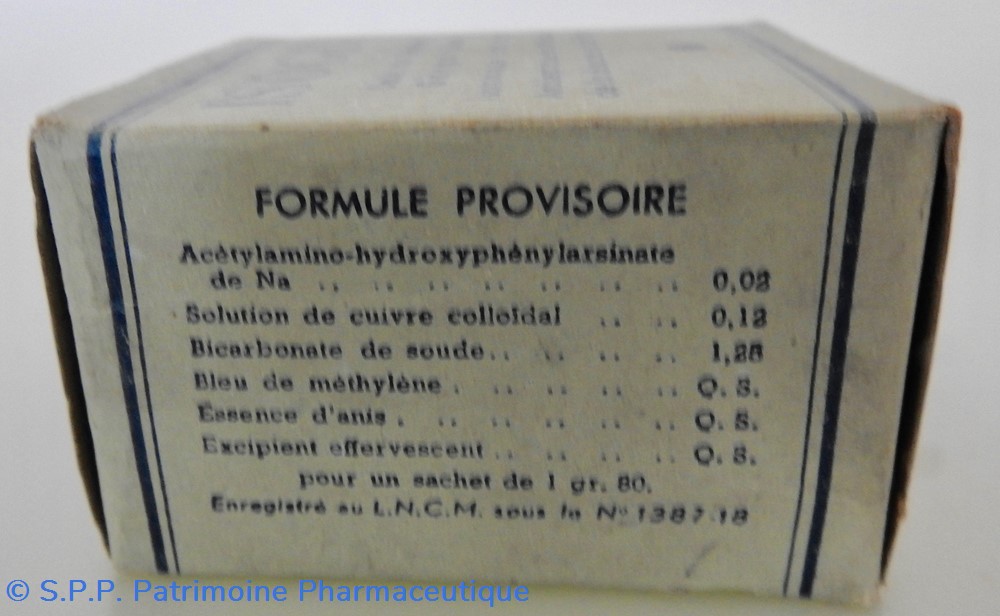 FORMULE PROVISOIRE
Acétylamino-hydroxyphénylarsinate
de Na .. .. .. .. .. .. .. 0,02
Solution de cuivre colloïdal .. .. 0,12
Bicarbonate de soude.. .. .. .. 1,25
Bleu de méthylène . .. .. .. .. Q. S.
Essence d'anis . .. .. .. .. .. Q. S.
Excipient effervescent .. .. .. .. Q. S.
pour un sachet de 1 gr. 80.
Enregistré au L.N.C.M. sous le N° 1387-18
© S.P.P. Patrimoine Pharmaceutique